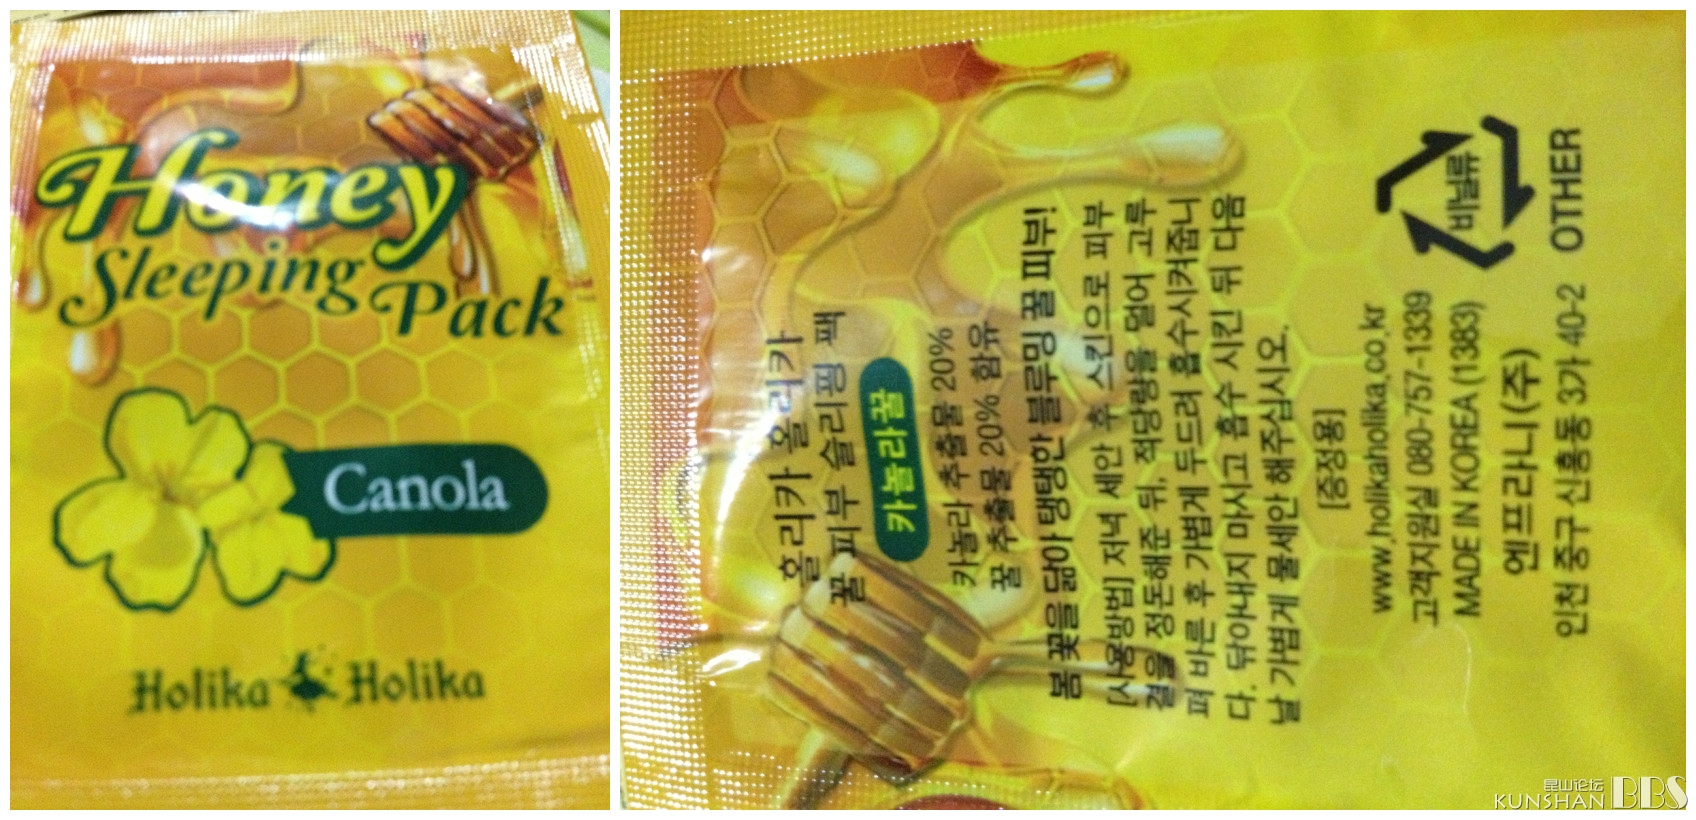 Honey
Sleeping
Pack
Canola
Holika Holika
홀리카 홀리카
꿀 피부 슬리핑 팩
카놀라꿀
카놀라 추출물 20%
꿀 추출물 20% 함유
봄 꽃을 닮아 탱탱한 블루밍 꿀 피부!
[사용방법] 저녁 세안 후 스킨으로 피부
결을 정돈해준 뒤, 적당량을 덜어 고루
펴 바른 후 가볍게 두드려 흡수시켜줍니
다. 닦아내지 마시고 흡수 시킨 뒤 다음
날 가볍게 물세안 해주십시오.
[증정용]
www.holikaholika.co.kr
고객지원실 080-757-1339
MADE IN KOREA (1383)
엔프라니(주)
인천 중구 신흥동 3가 40-2
비닐류
OTHER
昆山论坛
KUNSHAN BBS